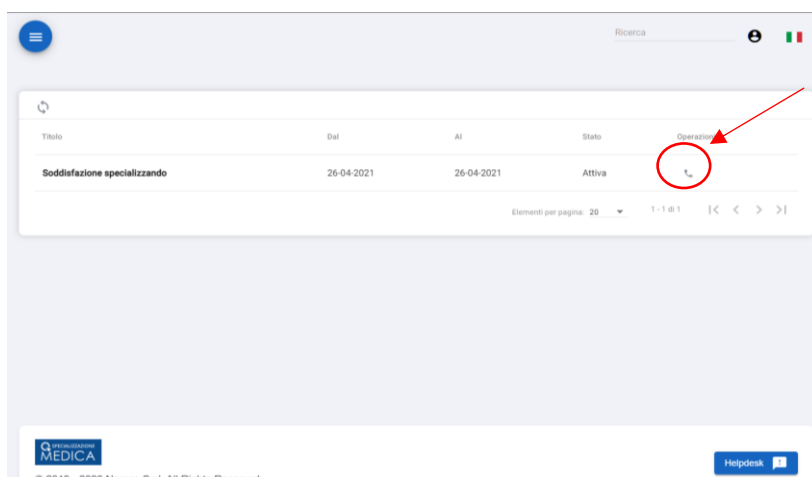 Ricerca
Titolo Dal Al Stato Operazioni
Soddisfazione specializzando 26-04-2021 26-04-2021 Attiva
Elementi per pagina: 20 1 - 1 di 1
SPECIALIZZAZIONE
MEDICA
Helpdesk